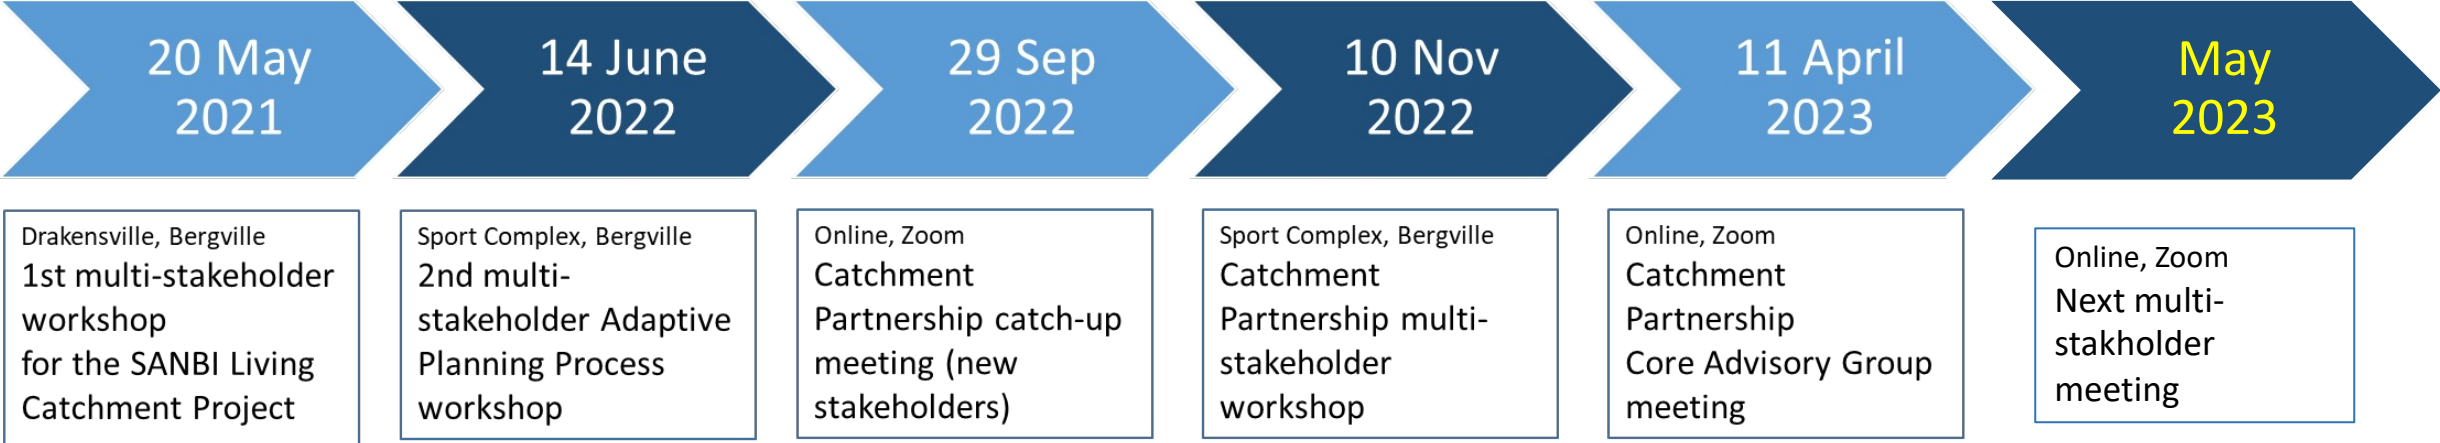 20 May
2021
14 June
2022
29 Sep
2022
10 Nov
2022
11 April
2023
May
2023
Drakensville, Bergville
1st multi-stakeholder
workshop
for the SANBI Living
Catchment Project
Sport Complex, Bergville
2nd multi-
stakeholder Adaptive
Planning Process
workshop
Online, Zoom
Catchment
Partnership catch-up
meeting (new
stakeholders)
Sport Complex, Bergville
Catchment
Partnership multi-
stakeholder
workshop
Online, Zoom
Catchment
Partnership
Core Advisory Group
meeting
Online, Zoom
Next multi-
stakholder
meeting